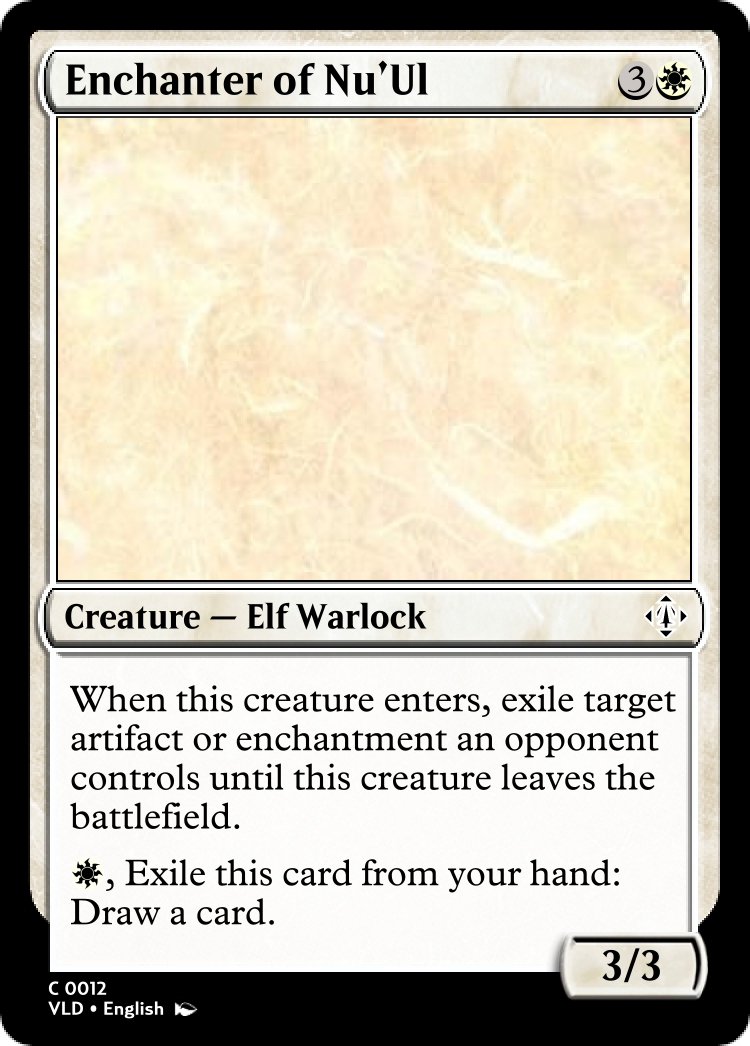 Enchanter of Nu'Ul 3
Creature — Elf Warlock
When this creature enters, exile target
artifact or enchantment an opponent
controls until this creature leaves the
battlefield.
, Exile this card from your hand:
Draw a card.
3/3
C 0012
VLD • English